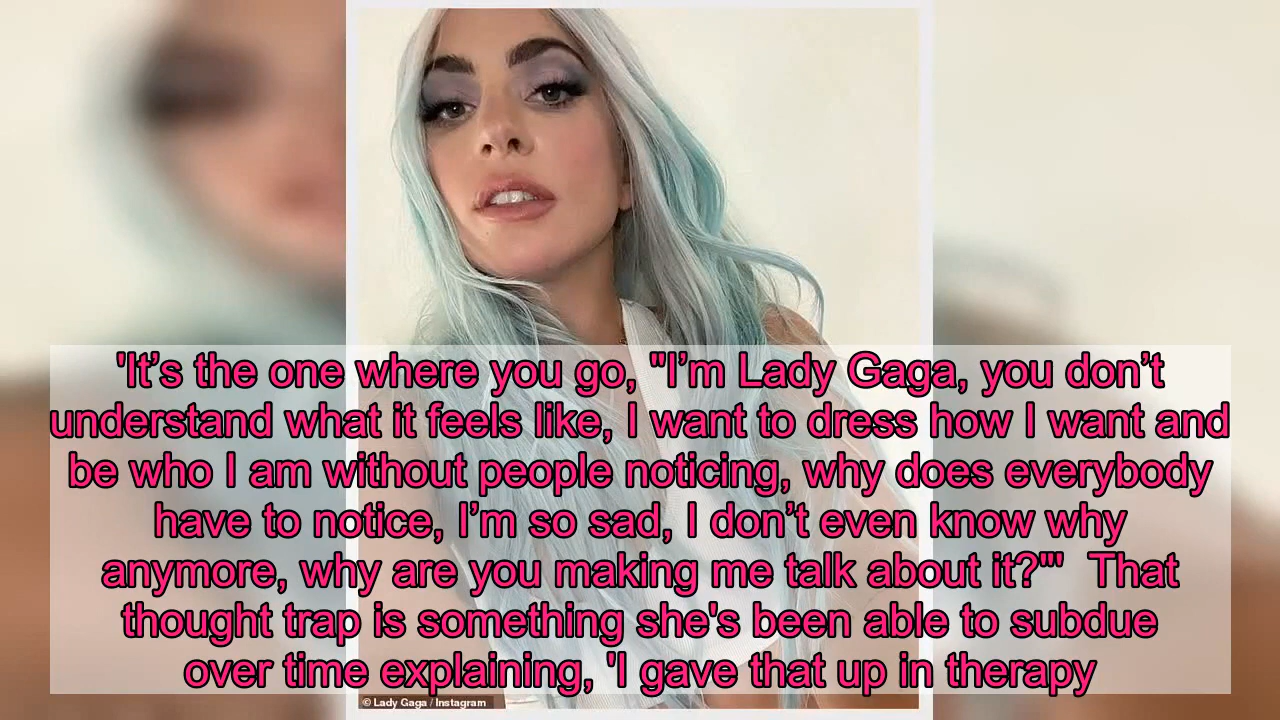 'It’s the one where you go, "I’m Lady Gaga, you don’t
understand what it feels like, I want to dress how I want and
be who I am without people noticing, why does everybody
have to notice, I’m so sad, I don’t even know why
anymore, why are you making me talk about it?"'  That
thought trap is something she's been able to subdue
over time explaining, 'I gave that up in therapy
© Lady Gaga / Instagram